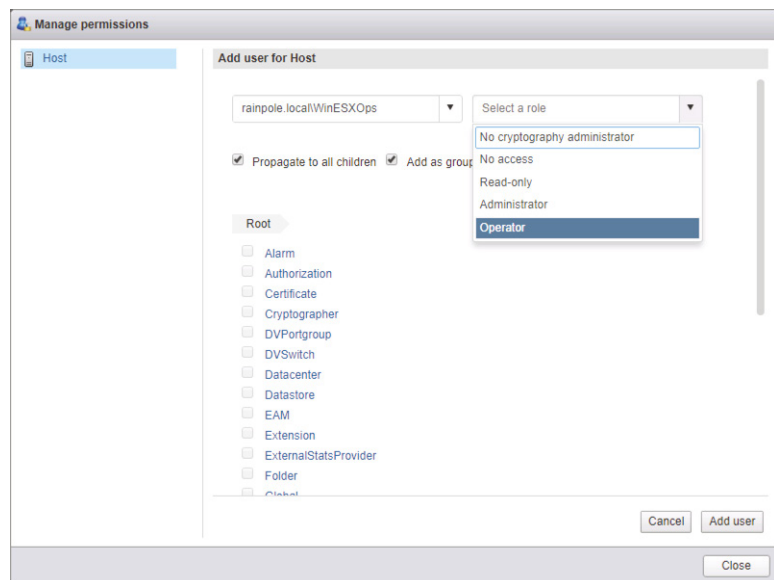 Manage permissions
Host
Add user for Host
rainpole.local\WinESXOps
Select a role
No cryptography administrator
No access
Read-only
Administrator
Operator
Propagate to all children
Add as group
Root
Alarm
Authorization
Certificate
Cryptographer
DVPortgroup
DVSwitch
Datacenter
Datastore
EAM
Extension
ExternalStatsProvider
Folder
Global
Cancel
Add user
Close